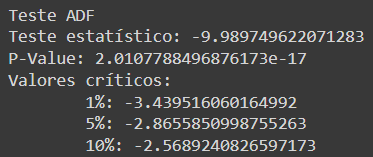 Teste ADF
Teste estatístico: -9.989749622071283
P-Value: 2.0107788496876173e-17
Valores críticos:
1%: -3.439516060164992
5%: -2.8655850998755263
10%: -2.5689240826597173